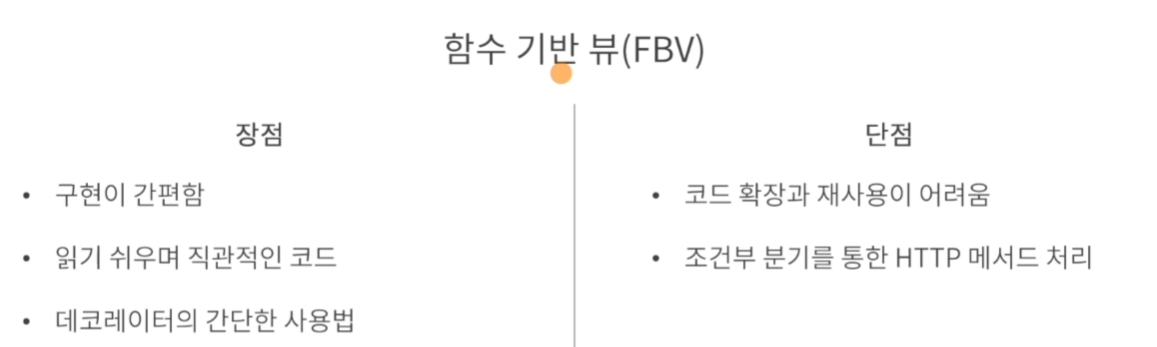 함수 기반 뷰(FBV)
장점
• 구현이 간편함
• 읽기 쉬우며 직관적인 코드
• 데코레이터의 간단한 사용법
단점
• 코드 확장과 재사용이 어려움
• 조건부 분기를 통한 HTTP 메서드 처리